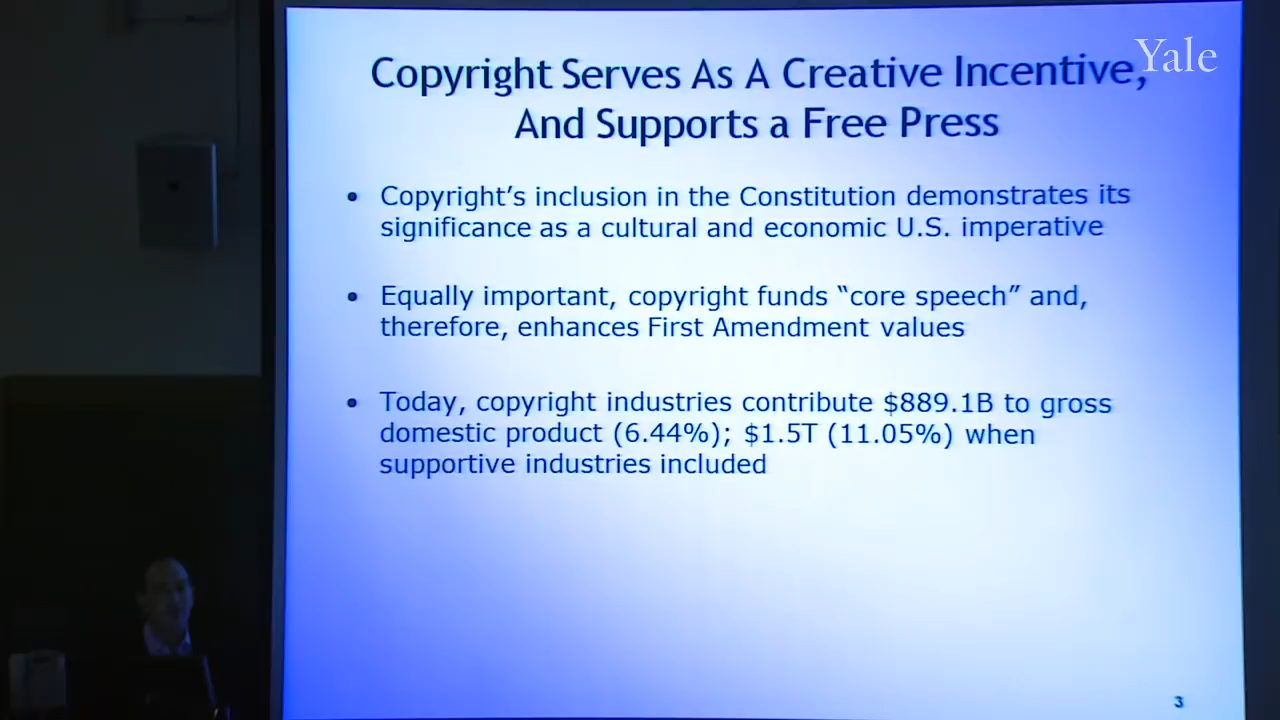 Yale
Copyright Serves As A Creative Incentive,
And Supports a Free Press
• Copyright’s inclusion in the Constitution demonstrates its
significance as a cultural and economic U.S. imperative
• Equally important, copyright funds “core speech” and,
therefore, enhances First Amendment values
• Today, copyright industries contribute $889.1B to gross
domestic product (6.44%); $1.5T (11.05%) when
supportive industries included
3